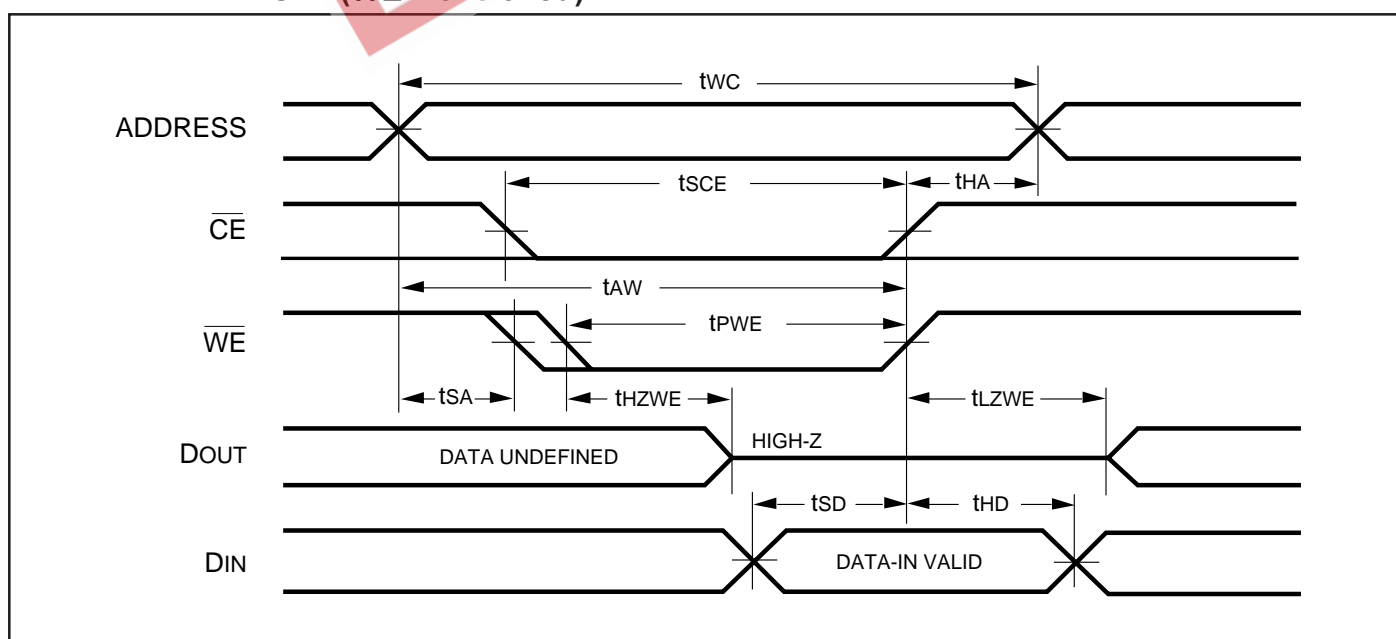 tWC
ADDRESS
tSCE
tHA
CE
tAW
tPWE
WE
tSA
tHZWE
tLZWE
HIGH-Z
DOUT
DATA UNDEFINED
tSD
tHD
DIN
DATA-IN VALID